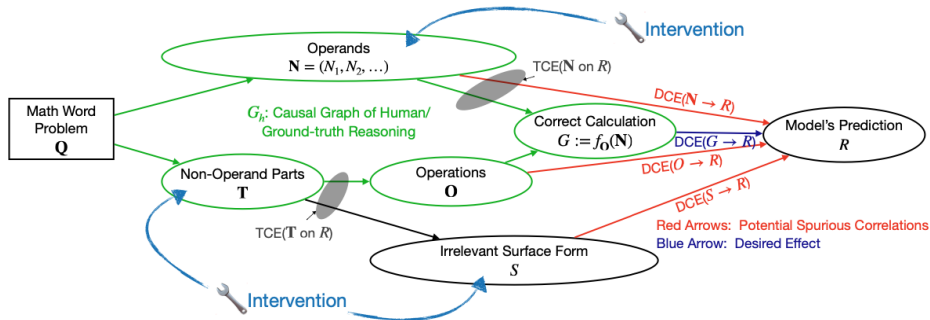 Intervention
Operands
N = (N₁, N₂, …)
TCE(N on R)
DCE(N → R)
Gₕ: Causal Graph of Human/
Ground-truth Reasoning
Math Word
Problem
Q
Correct Calculation
G := f_O(N)
DCE(G → R)
Model's Prediction
R
DCE(O → R)
Non-Operand Parts
T
Operations
O
DCE(S → R)
TCE(T on R)
Red Arrows: Potential Spurious Correlations
Blue Arrow: Desired Effect
Irrelevant Surface Form
S
Intervention